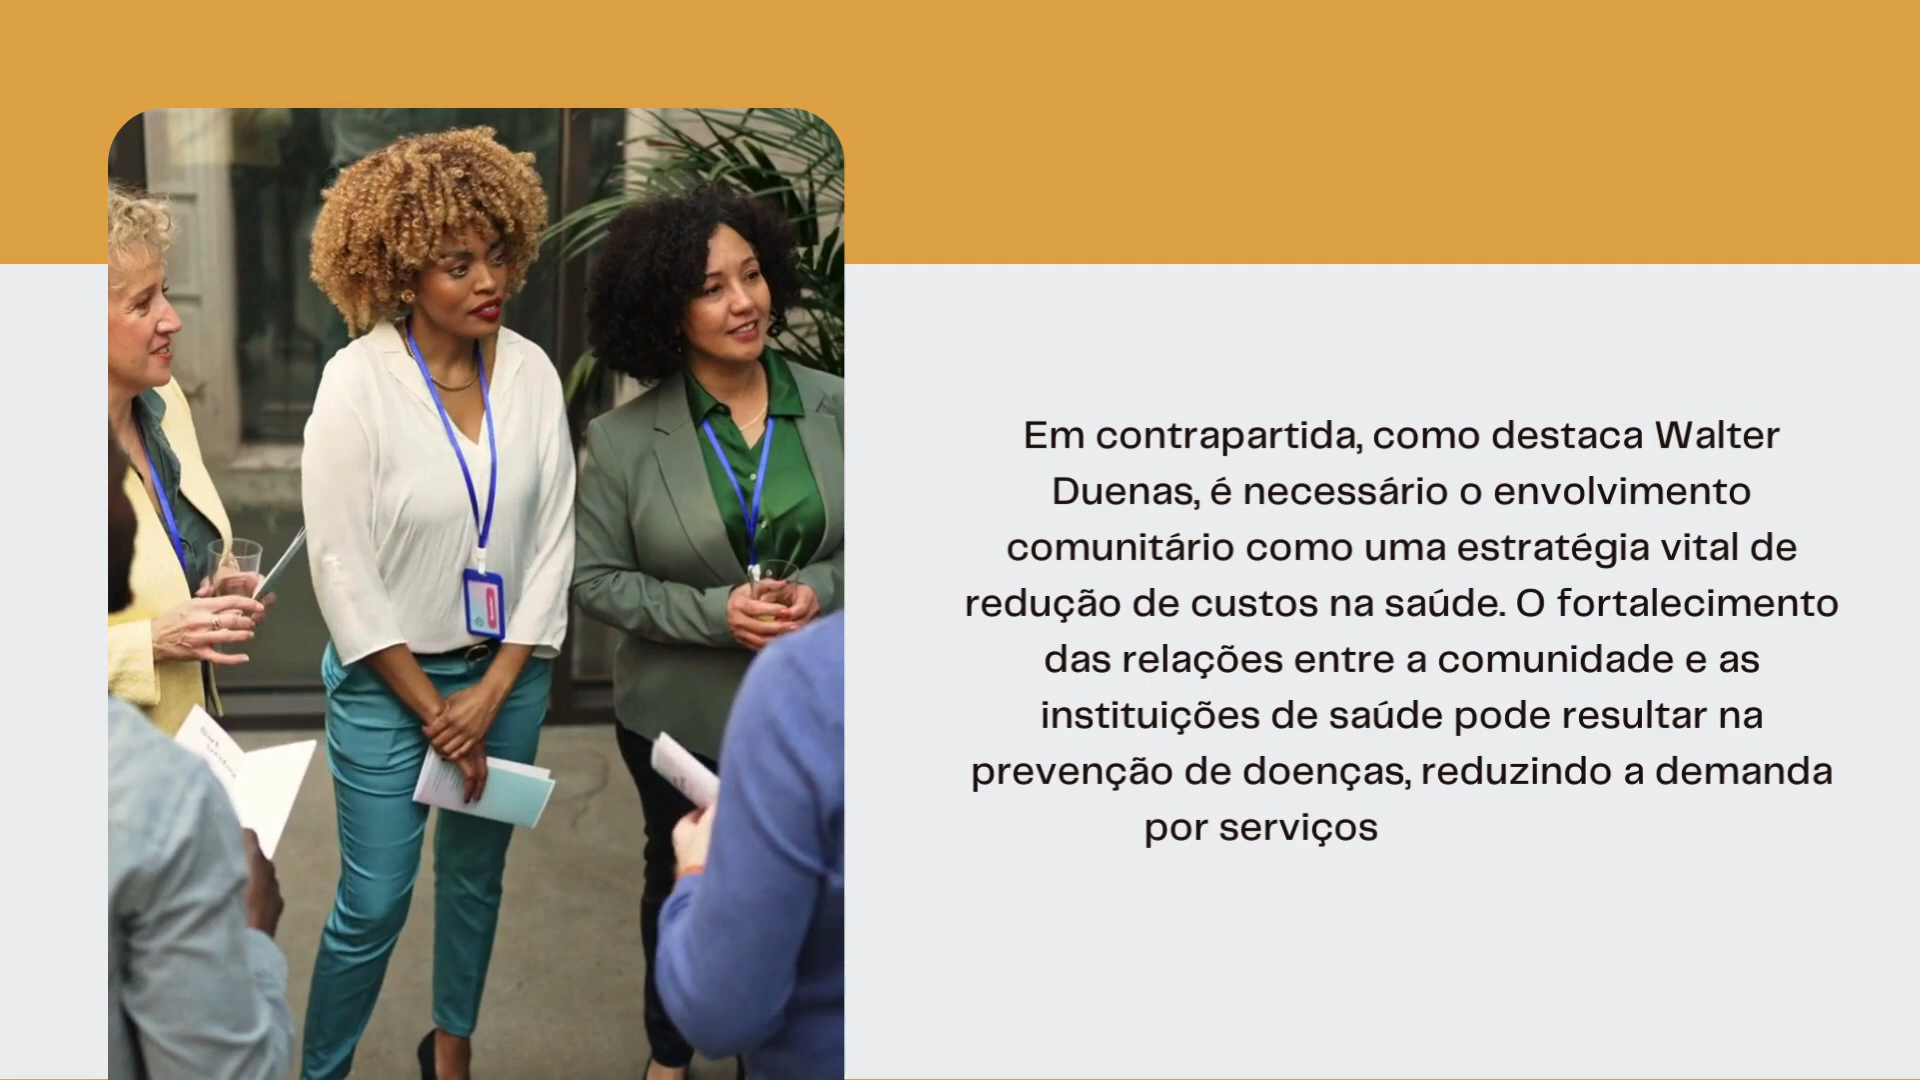 Em contrapartida, como destaca Walter
Duenas, é necessário o envolvimento
comunitário como uma estratégia vital de
redução de custos na saúde. O fortalecimento
das relações entre a comunidade e as
instituições de saúde pode resultar na
prevenção de doenças, reduzindo a demanda
por serviços